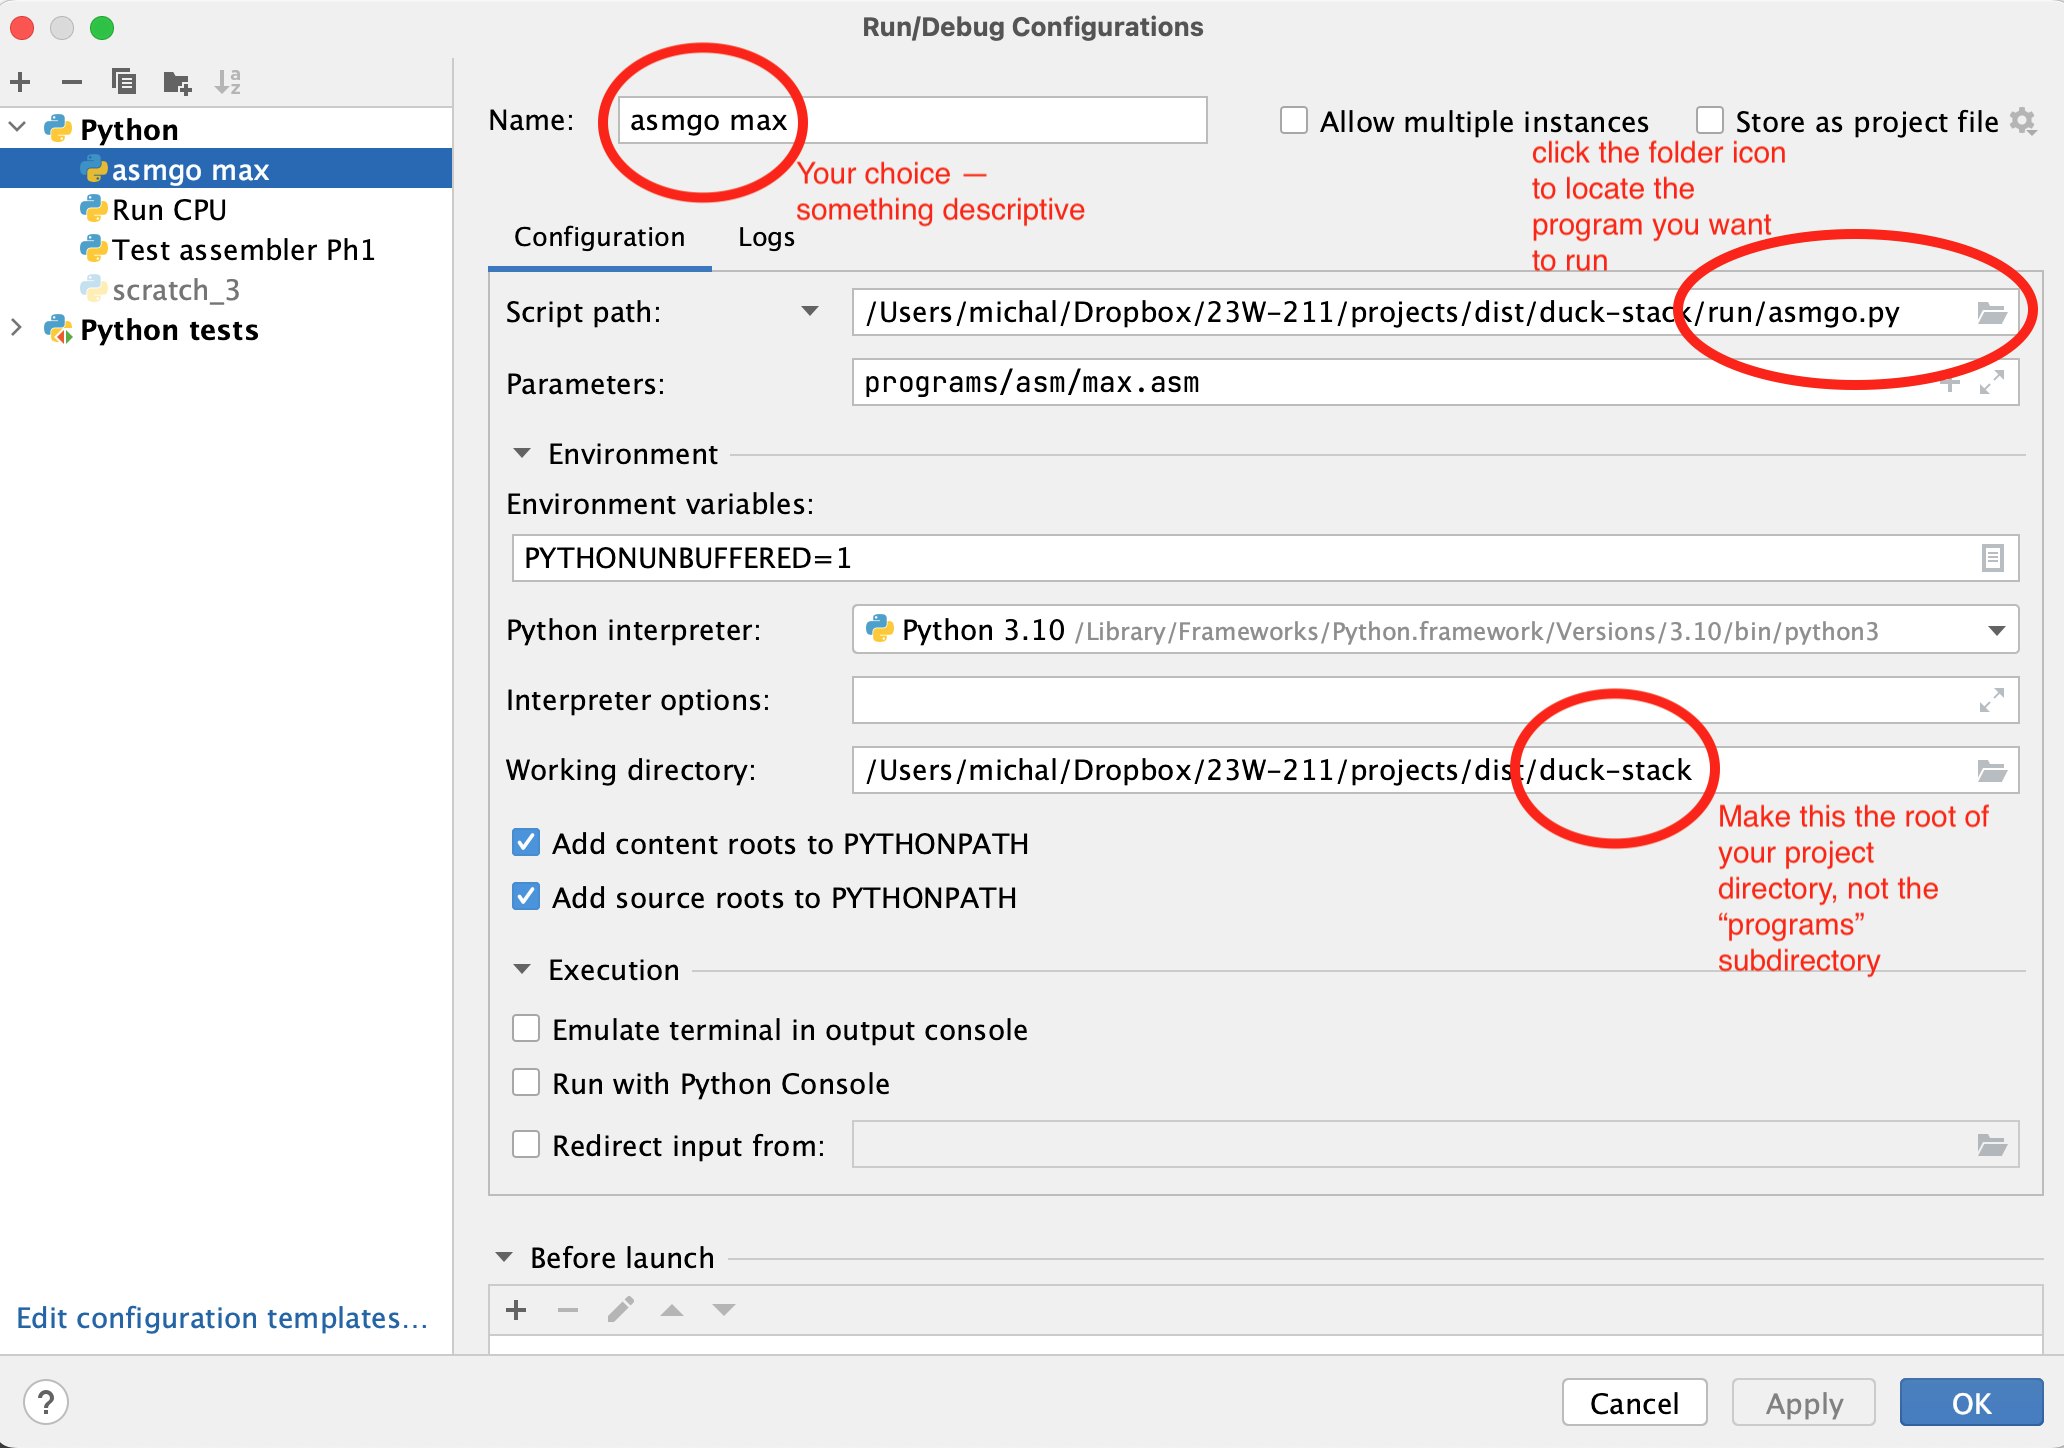 Run/Debug Configurations
Python
asmgo max
Run CPU
Test assembler Ph1
scratch_3
Python tests
Edit configuration templates...
Name:
asmgo max
Allow multiple instances
Store as project file
Your choice —
something descriptive
click the folder icon
to locate the
program you want
to run
Configuration
Logs
Script path:
/Users/michal/Dropbox/23W-211/projects/dist/duck-stack/run/asmgo.py
Parameters:
programs/asm/max.asm
Environment
Environment variables:
PYTHONUNBUFFERED=1
Python interpreter:
Python 3.10 /Library/Frameworks/Python.framework/Versions/3.10/bin/python3
Interpreter options:
Working directory:
/Users/michal/Dropbox/23W-211/projects/dist/duck-stack
Make this the root of
your project
directory, not the
“programs”
subdirectory
Add content roots to PYTHONPATH
Add source roots to PYTHONPATH
Execution
Emulate terminal in output console
Run with Python Console
Redirect input from:
Before launch
?
Cancel
Apply
OK